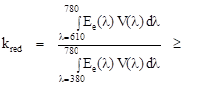 780
∫E_e(λ) V(λ) dλ
λ=610
k_red = ≥
780
∫E_e(λ) V(λ) dλ
λ=380